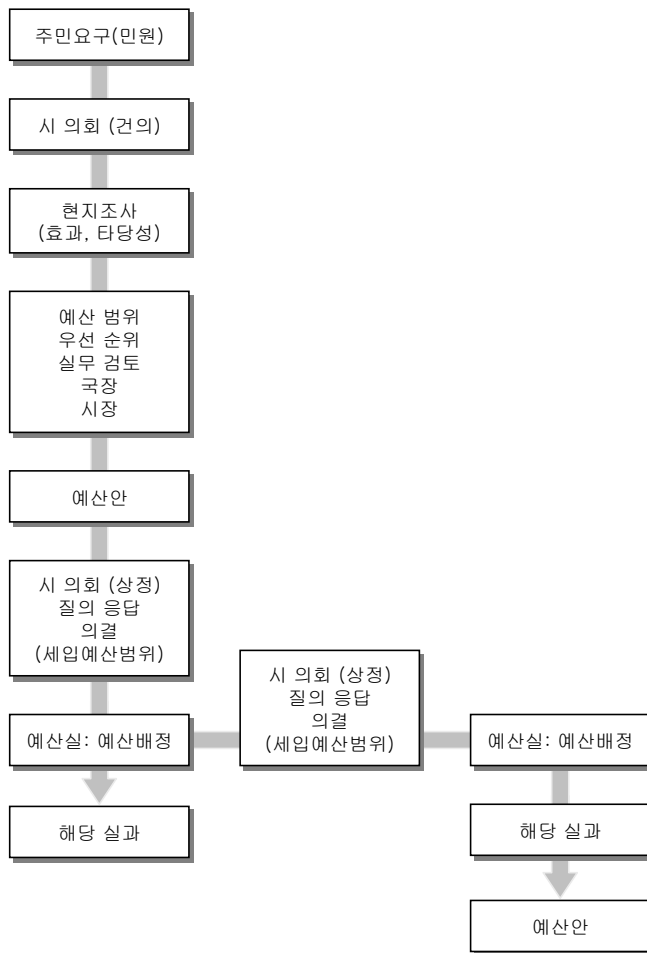 주민요구(민원)
시 의회 (건의)
현지조사
(효과, 타당성)
예산 범위
우선 순위
실무 검토
국장
시장
예산안
시 의회 (상정)
질의 응답
의결
(세입예산범위)
예산실: 예산배정
해당 실과
시 의회 (상정)
질의 응답
의결
(세입예산범위)
예산실: 예산배정
해당 실과
예산안